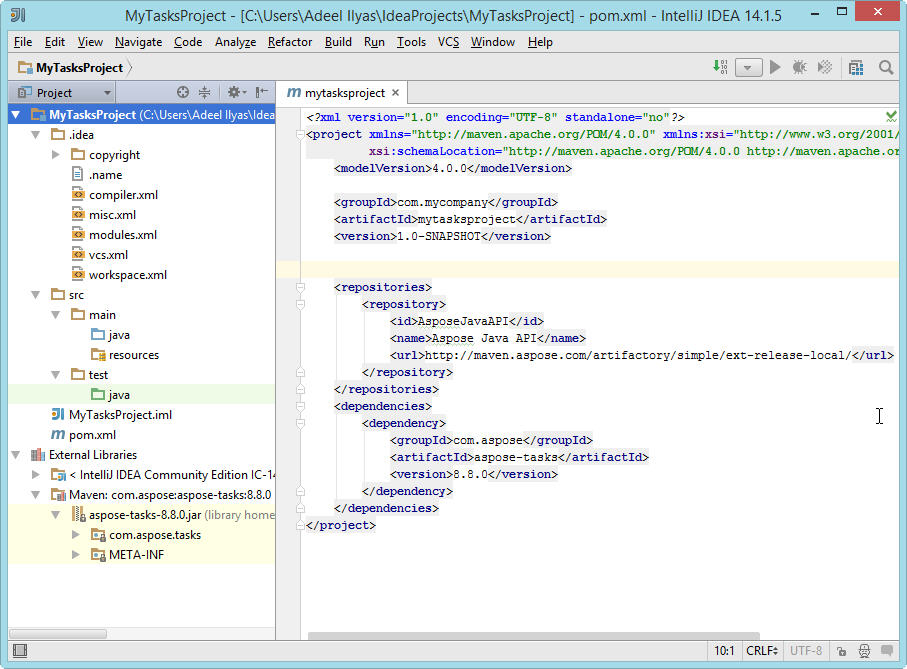 MyTasksProject - [C:\Users\Adeel Ilyas\IdeaProjects\MyTasksProject] - pom.xml - IntelliJ IDEA 14.1.5
File Edit View Navigate Code Analyze Refactor Build Run Tools VCS Window Help
MyTasksProject
Project
MyTasksProject (C:\Users\Adeel Ilyas\Idea
.idea
copyright
.name
compiler.xml
misc.xml
modules.xml
vcs.xml
workspace.xml
src
main
java
resources
test
java
MyTasksProject.iml
pom.xml
External Libraries
< IntelliJ IDEA Community Edition IC-14
Maven: com.aspose:aspose-tasks:8.8.0
aspose-tasks-8.8.0.jar (library home
com.aspose.tasks
META-INF
mytasksproject
<?xml version="1.0" encoding="UTF-8" standalone="no"?>
<project xmlns="http://maven.apache.org/POM/4.0.0" xmlns:xsi="http://www.w3.org/2001/
xsi:schemaLocation="http://maven.apache.org/POM/4.0.0 http://maven.apache.or
<modelVersion>4.0.0</modelVersion>
<groupId>com.mycompany</groupId>
<artifactId>mytasksproject</artifactId>
<version>1.0-SNAPSHOT</version>
<repositories>
<repository>
<id>AsposeJavaAPI</id>
<name>Aspose Java API</name>
<url>http://maven.aspose.com/artifactory/simple/ext-release-local/</url>
</repository>
</repositories>
<dependencies>
<dependency>
<groupId>com.aspose</groupId>
<artifactId>aspose-tasks</artifactId>
<version>8.8.0</version>
</dependency>
</dependencies>
</project>
10:1 CRLF UTF-8